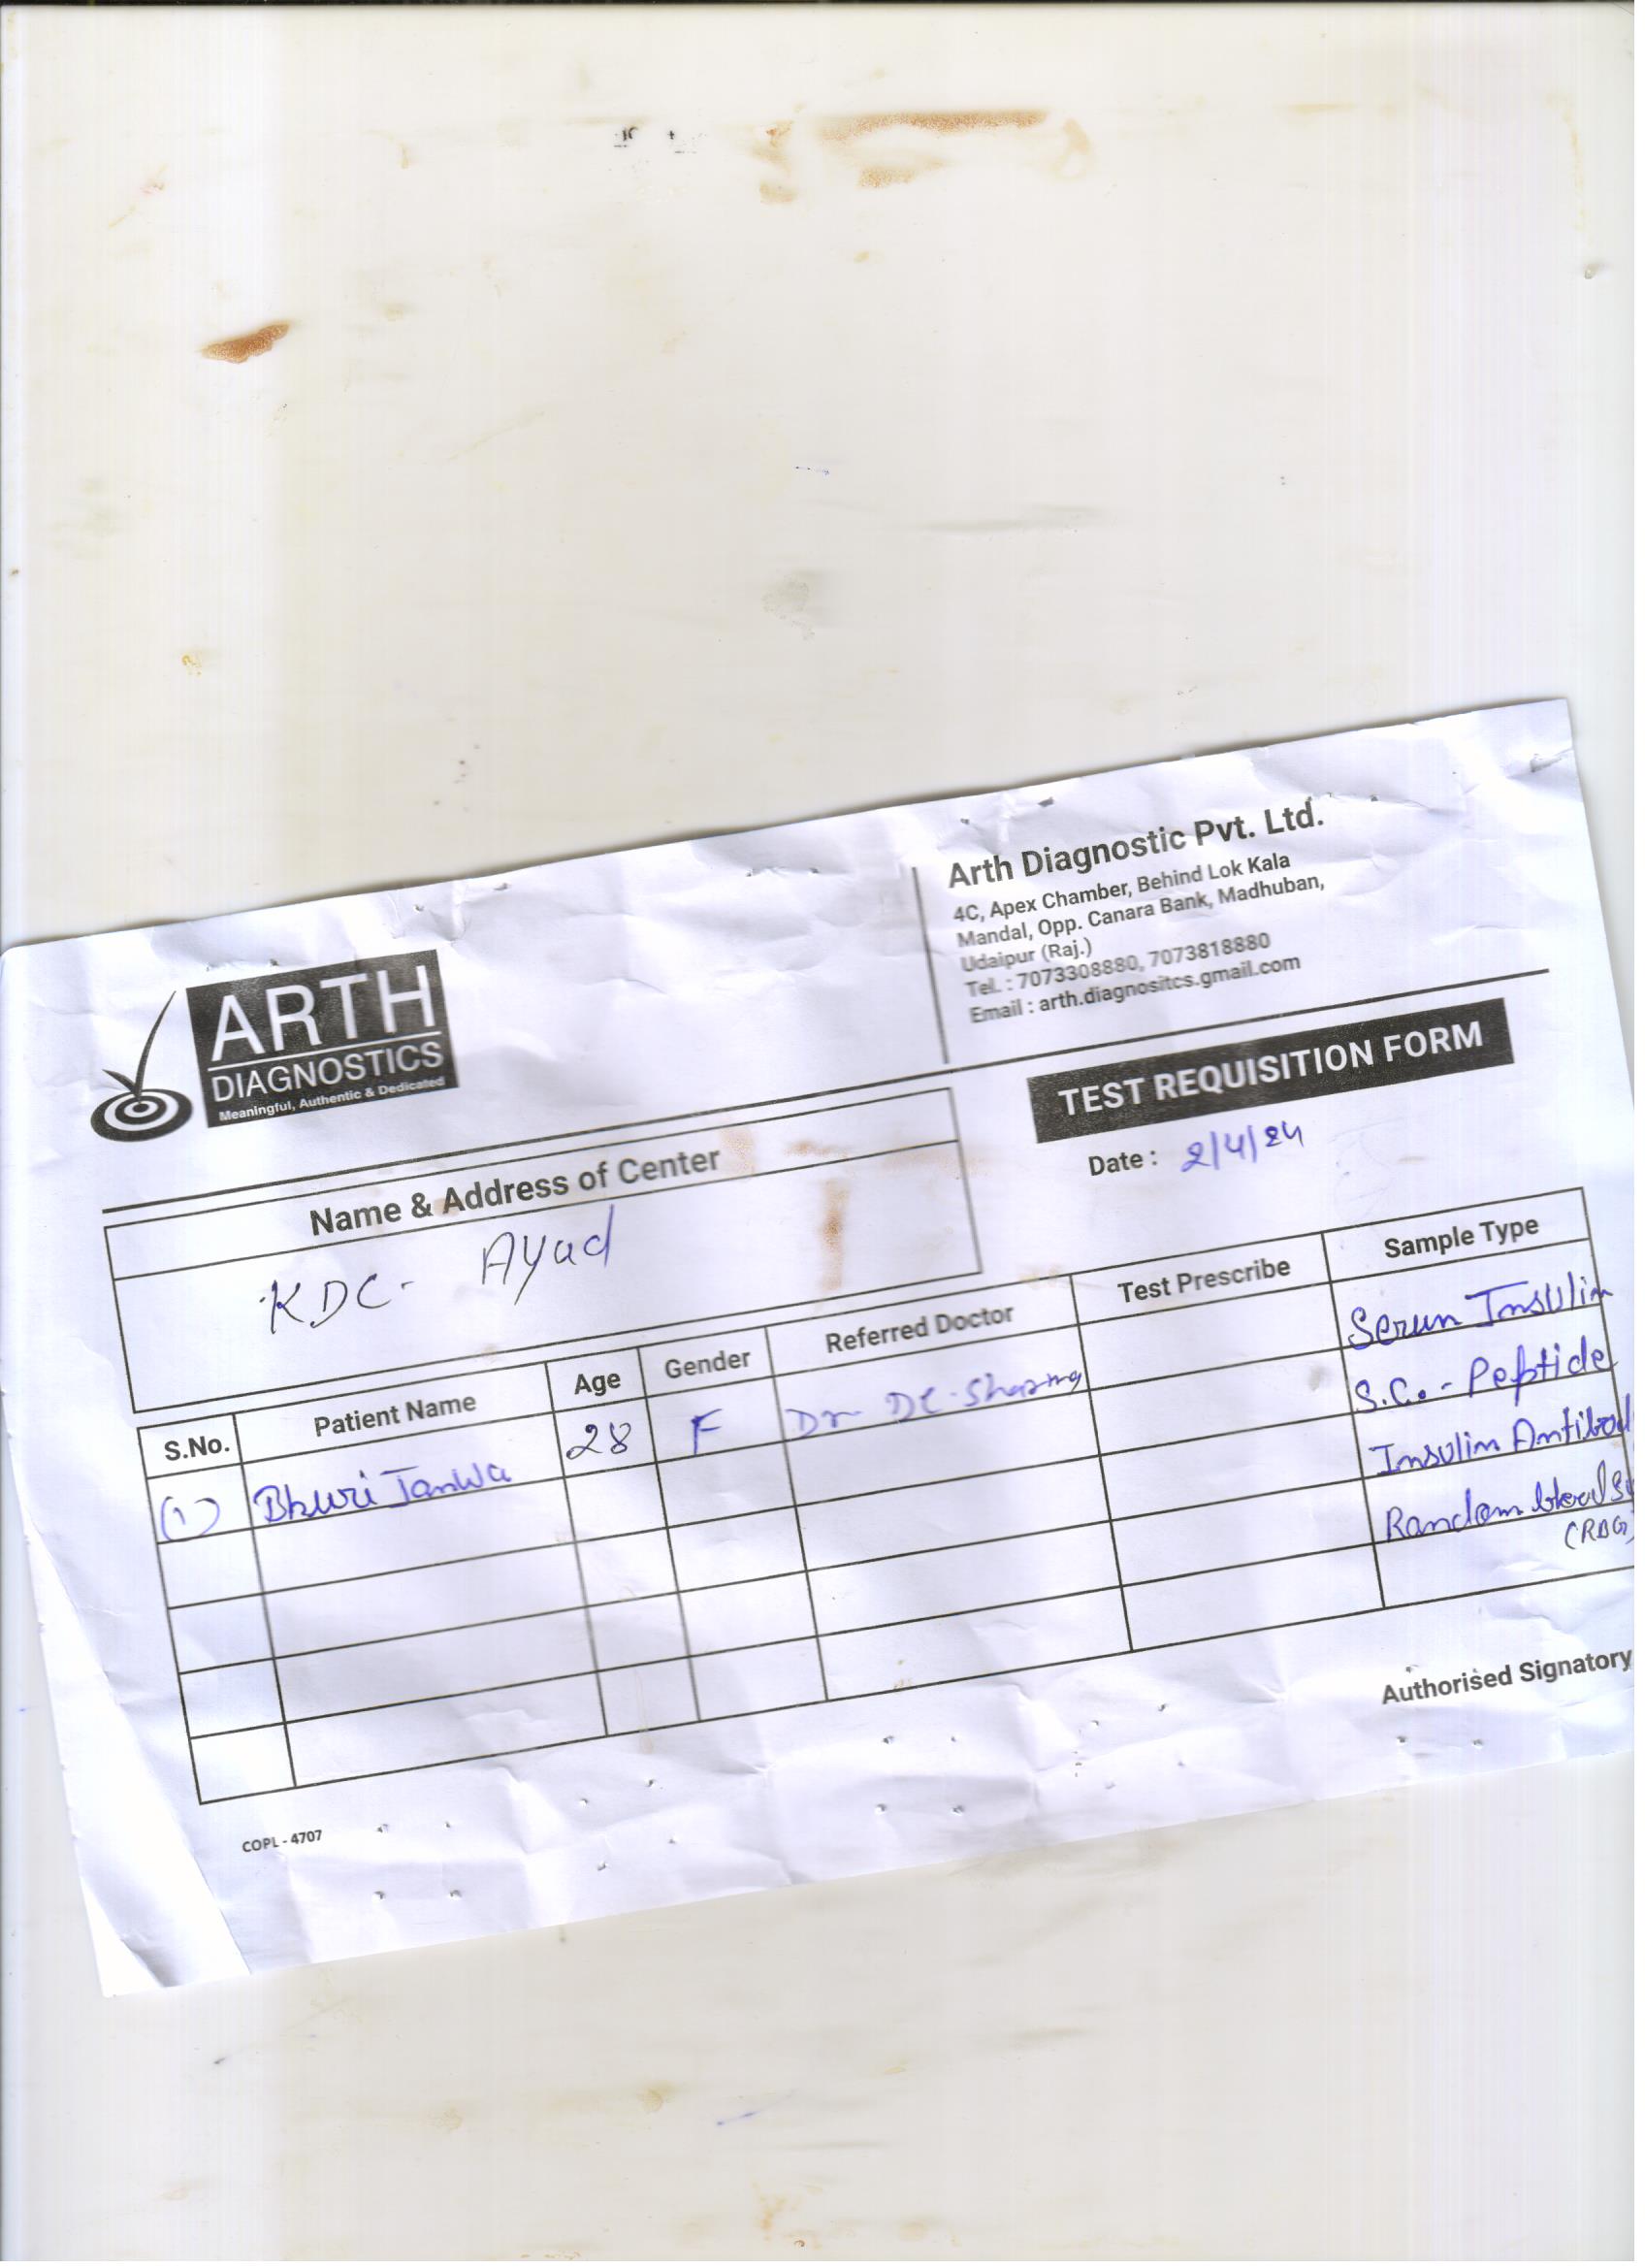 Arth Diagnostic Pvt. Ltd.
4C, Apex Chamber, Behind Lok Kala
Mandal, Opp. Canara Bank, Madhuban,
Udaipur (Raj.)
Tel. : 7073308880, 7073818880
Email : arth.diagnositcs.gmail.com
ARTH
DIAGNOSTICS
Meaningful, Authentic & Dedicated
TEST REQUISITION FORM
Date : 2/4/24
Name & Address of Center
KDC- Ayad
S.No. Patient Name Age Gender Referred Doctor Test Prescribe Sample Type
(1) Bhuri Tanwa 28 F Dr DC. Sharma Serum Insulin
S.C. - Peptide
Insulin Antibod
Random blood Su
(RBG)
Authorised Signatory
COPL - 4707